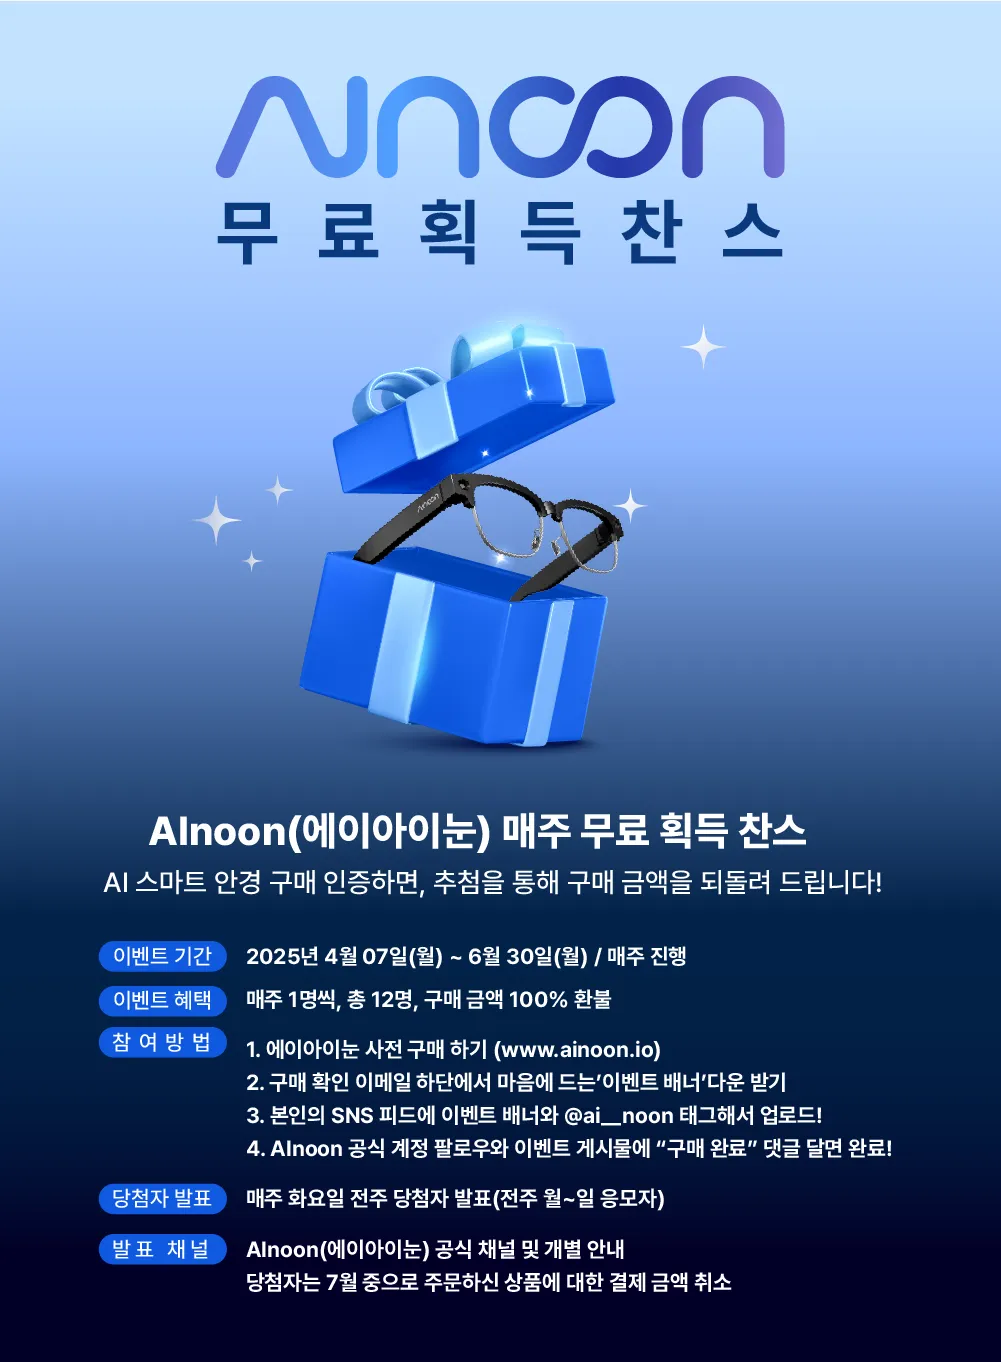 AInoon
무료획득찬스
AInoon
AInoon(에이아이눈) 매주 무료 획득 찬스
AI 스마트 안경 구매 인증하면, 추첨을 통해 구매 금액을 되돌려 드립니다!
이벤트 기간 2025년 4월 07일(월) ~ 6월 30일(월) / 매주 진행
이벤트 혜택 매주 1명씩, 총 12명, 구매 금액 100% 환불
참여방법 1. 에이아이눈 사전 구매 하기 (www.ainoon.io)
2. 구매 확인 이메일 하단에서 마음에 드는’이벤트 배너’다운 받기
3. 본인의 SNS 피드에 이벤트 배너와 @ai__noon 태그해서 업로드!
4. AInoon 공식 계정 팔로우와 이벤트 게시물에 “구매 완료” 댓글 달면 완료!
당첨자 발표 매주 화요일 전주 당첨자 발표(전주 월~일 응모자)
발표 채널 AInoon(에이아이눈) 공식 채널 및 개별 안내
당첨자는 7월 중으로 주문하신 상품에 대한 결제 금액 취소